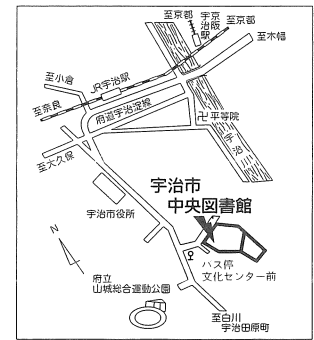 至京都
宇治駅
京阪
至京都
至木幡
至小倉
JR宇治駅
至奈良
府道宇治淀線
卍平等院
宇治
至大久保
宇治市
中央図書館
宇治市役所
N
バス停
文化センター前
府立
山城総合運動公園
至白川
宇治田原町